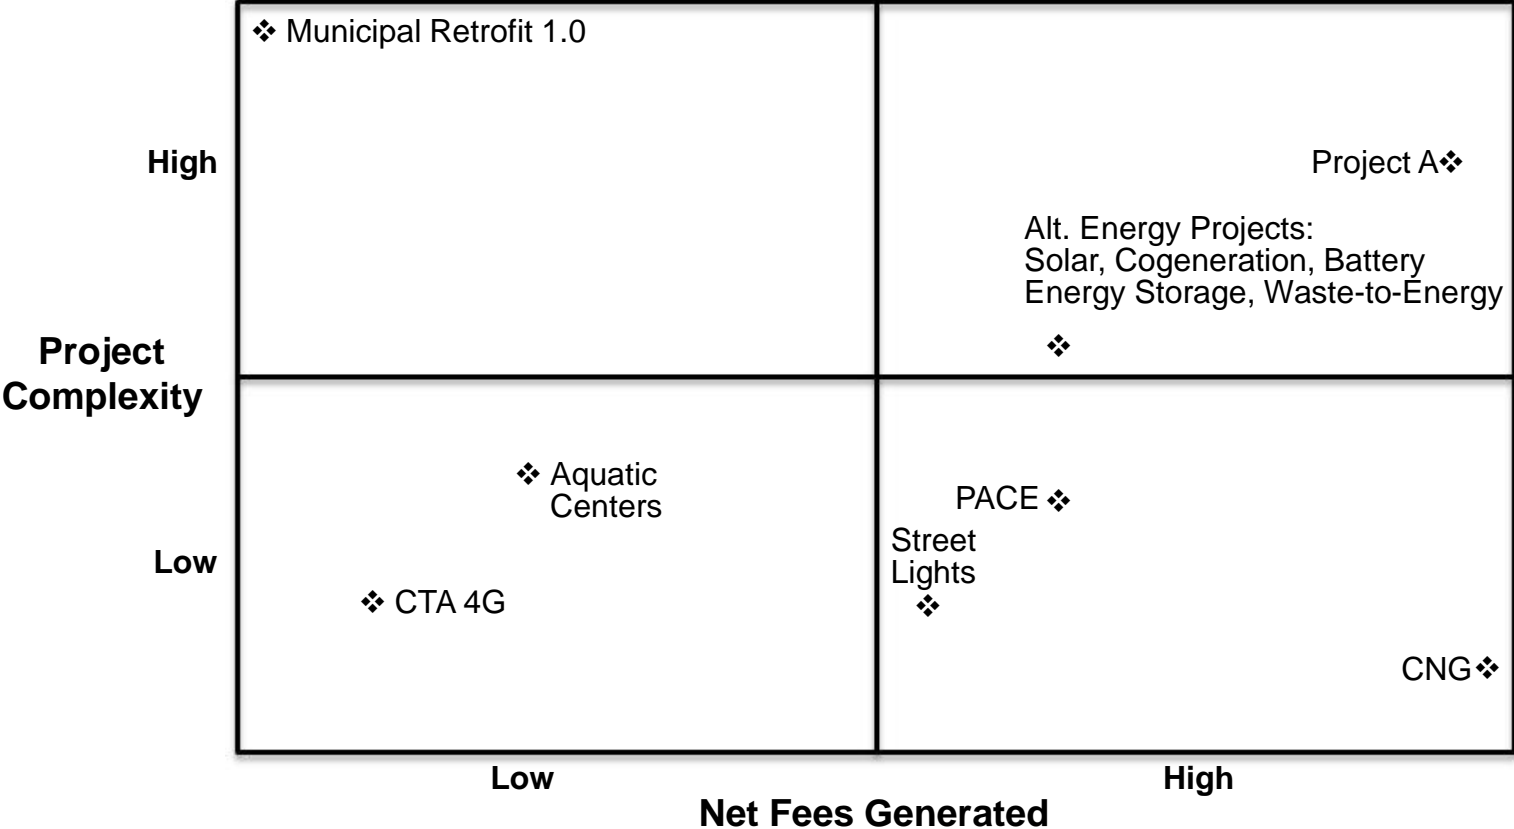 Municipal Retrofit 1.0
High
Project A
Alt. Energy Projects:
Solar, Cogeneration, Battery
Energy Storage, Waste-to-Energy
Project
Complexity
Aquatic
Centers
PACE
Street
Lights
Low
CTA 4G
CNG
Low
High
Net Fees Generated